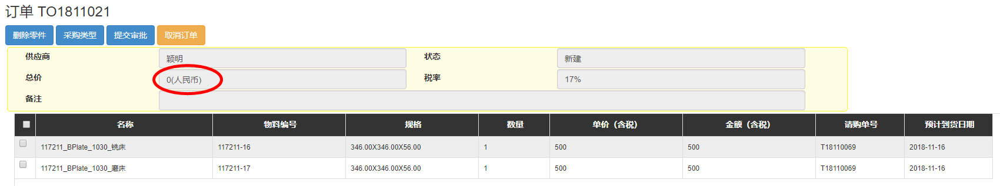 订单 TO1811021
删除零件 采购类型 提交审批 取消订单
供应商 颖明 状态 新建
总价 0(人民币) 税率 17%
备注
名称 物料编号 规格 数量 单价（含税） 金额（含税） 请购单号 预计到货日期
117211_BPlate_1030_铣床 117211-16 346.00X346.00X56.00 1 500 500 T18110069 2018-11-16
117211_BPlate_1030_磨床 117211-17 346.00X346.00X56.00 1 500 500 T18110069 2018-11-16